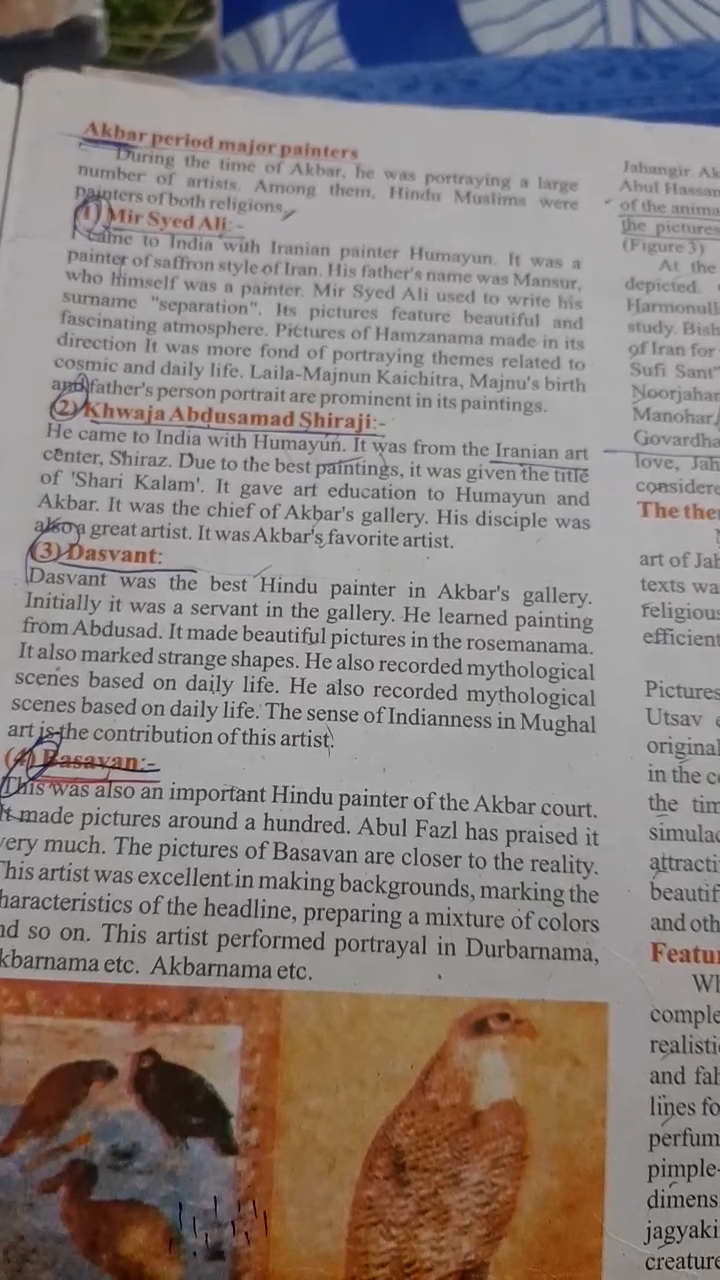 Akbar period major painters
During the time of Akbar, he was portraying a large
number of artists. Among them, Hindu Muslims were
painters of both religions
(1) Mir Syed Ali:-
came to India with Iranian painter Humayun. It was a
painter of saffron style of Iran. His father's name was Mansur,
who himself was a painter. Mir Syed Ali used to write his
surname "separation". Its pictures feature beautiful and
fascinating atmosphere. Pictures of Hamzanama made in its
direction It was more fond of portraying themes related to
cosmic and daily life. Laila-Majnun Kaichitra, Majnu's birth
and father's person portrait are prominent in its paintings.
(2) Khwaja Abdusamad Shiraji:-
He came to India with Humayun. It was from the Iranian art
center, Shiraz. Due to the best paintings, it was given the title
of 'Shari Kalam'. It gave art education to Humayun and
Akbar. It was the chief of Akbar's gallery. His disciple was
also a great artist. It was Akbar's favorite artist.
(3) Dasvant:
Dasvant was the best Hindu painter in Akbar's gallery.
Initially it was a servant in the gallery. He learned painting
from Abdusad. It made beautiful pictures in the rosemanama.
It also marked strange shapes. He also recorded mythological
scenes based on daily life. He also recorded mythological
scenes based on daily life. The sense of Indianness in Mughal
art is the contribution of this artist.
(4) Basavan:-
This was also an important Hindu painter of the Akbar court.
It made pictures around a hundred. Abul Fazl has praised it
very much. The pictures of Basavan are closer to the reality.
This artist was excellent in making backgrounds, marking the
haracteristics of the headline, preparing a mixture of colors
nd so on. This artist performed portrayal in Durbarnama,
kbarnama etc. Akbarnama etc.
Jahangir. Ak
Abul Hassan
of the anima
the pictures
(Figure 3)
At the
depicted.
Harmonull
study. Bish
of Iran for
Sufi Sant"
Noorjahar
Manohar,
Govardha
love, Jah
considere
The the
art of Jah
texts wa
religious
efficient
Pictures
Utsav
original
in the c
the tim
simulac
attracti
beautif
and oth
Featu
Wh
comple
realisti
and fal
lines fo
perfum
pimple-
dimens
jagyaki
creature